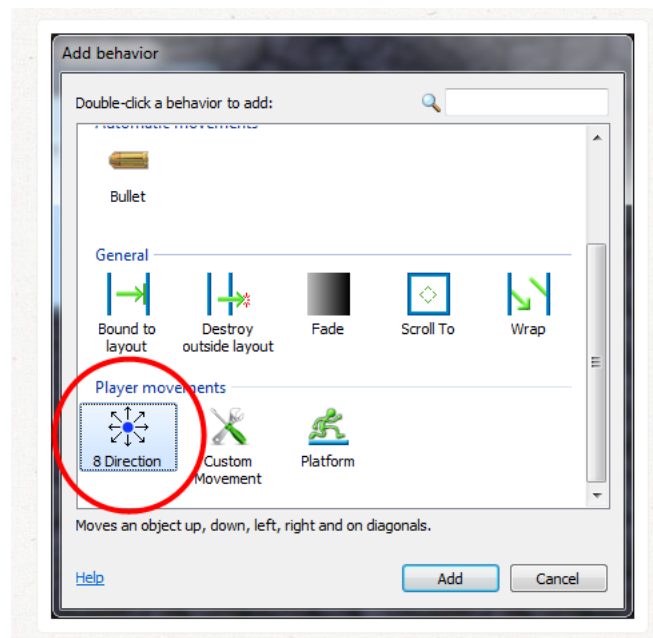 Add behavior
Double-click a behavior to add:
Automatic movements
Bullet
General
Bound to layout
Destroy outside layout
Fade
Scroll To
Wrap
Player movements
8 Direction
Custom Movement
Platform
Moves an object up, down, left, right and on diagonals.
Help
Add
Cancel